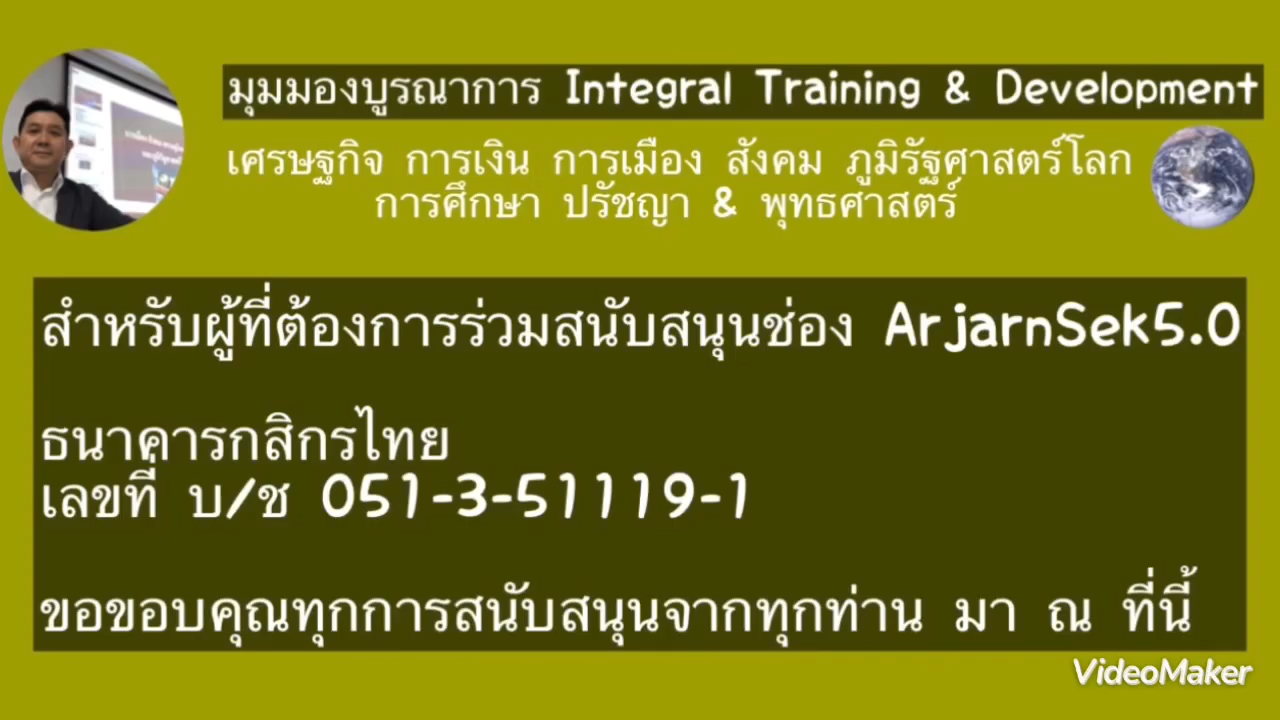 มุมมองบูรณาการ Integral Training & Development
เศรษฐกิจ การเงิน การเมือง สังคม ภูมิรัฐศาสตร์โลก
การศึกษา ปรัชญา & พุทธศาสตร์
สำหรับผู้ที่ต้องการร่วมสนับสนุนช่อง ArjarnSek5.0
ธนาคารกสิกรไทย
เลขที่ บ/ช 051-3-51119-1
ขอขอบคุณทุกการสนับสนุนจากทุกท่าน มา ณ ที่นี้
VideoMaker